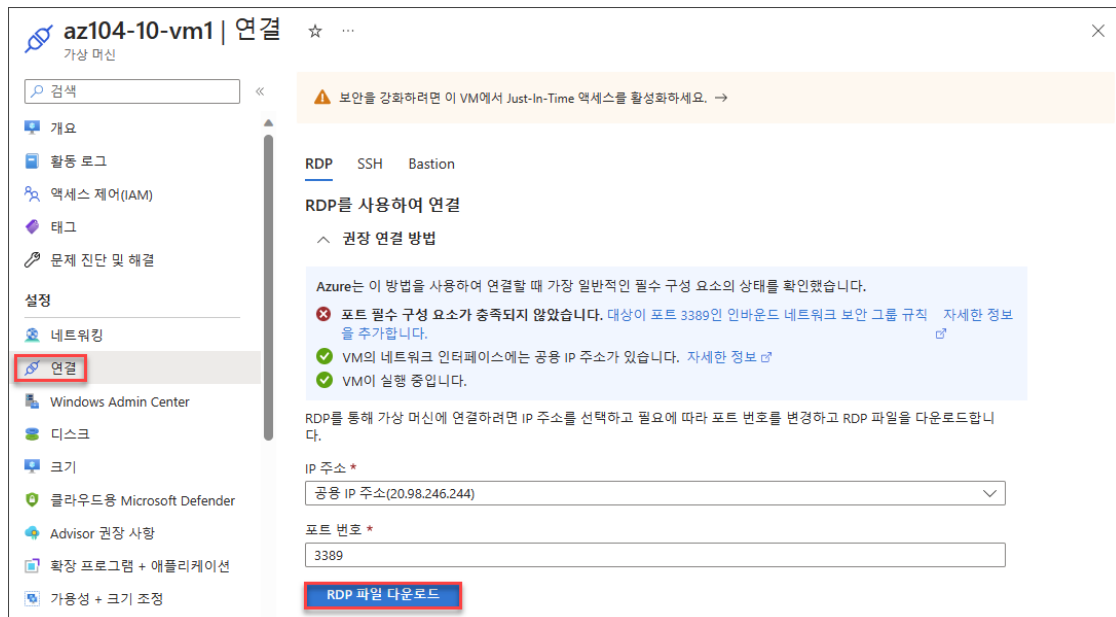 az104-10-vm1 | 연결
가상 머신
검색
보안을 강화하려면 이 VM에서 Just-In-Time 액세스를 활성화하세요. →
개요
활동 로그
액세스 제어(IAM)
태그
문제 진단 및 해결
설정
네트워킹
연결
Windows Admin Center
디스크
크기
클라우드용 Microsoft Defender
Advisor 권장 사항
확장 프로그램 + 애플리케이션
가용성 + 크기 조정
RDP SSH Bastion
RDP를 사용하여 연결
권장 연결 방법
Azure는 이 방법을 사용하여 연결할 때 가장 일반적인 필수 구성 요소의 상태를 확인했습니다.
포트 필수 구성 요소가 충족되지 않았습니다. 대상이 포트 3389인 인바운드 네트워크 보안 그룹 규칙 자세한 정보
을 추가합니다.
VM의 네트워크 인터페이스에는 공용 IP 주소가 있습니다. 자세한 정보
VM이 실행 중입니다.
RDP를 통해 가상 머신에 연결하려면 IP 주소를 선택하고 필요에 따라 포트 번호를 변경하고 RDP 파일을 다운로드합니
다.
IP 주소 *
공용 IP 주소(20.98.246.244)
포트 번호 *
3389
RDP 파일 다운로드